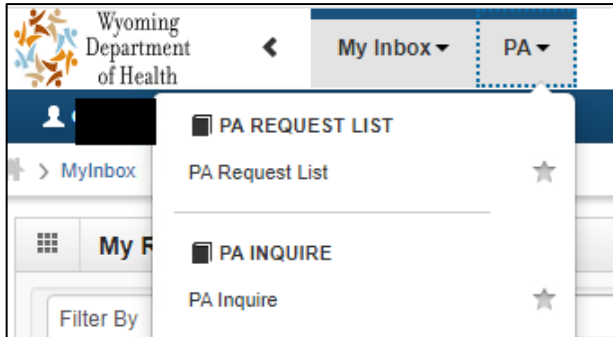 Wyoming
Department
of Health
My Inbox
PA
PA REQUEST LIST
MyInbox
PA Request List
PA INQUIRE
My R
PA Inquire
Filter By